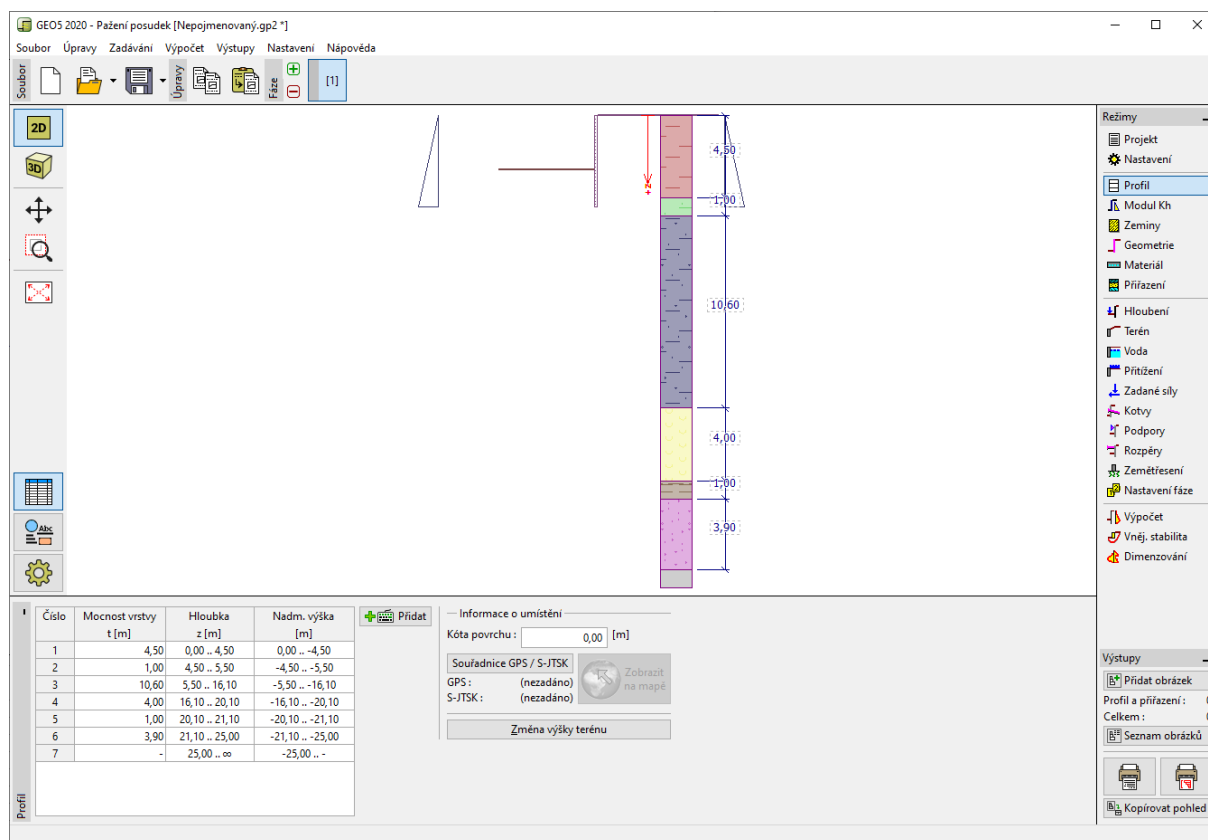 GEO5 2020 - Pažení posudek [Nepojmenovaný.gp2 *]
Soubor Úpravy Zadávání Výpočet Výstupy Nastavení Nápověda
Soubor
Úpravy
Fáze
[1]
2D
3D
+z
4,50
1,00
10,60
4,00
1,00
3,90
Režimy
Projekt
Nastavení
Profil
Modul Kh
Zeminy
Geometrie
Materiál
Přiřazení
Hloubení
Terén
Voda
Přitížení
Zadané síly
Kotvy
Podpory
Rozpěry
Zemětřesení
Nastavení fáze
Výpočet
Vněj. stabilita
Dimenzování
Abc
Profil
Číslo Mocnost vrstvy Hloubka Nadm. výška
t [m] z [m] [m]
1 4,50 0,00 .. 4,50 0,00 .. -4,50
2 1,00 4,50 .. 5,50 -4,50 .. -5,50
3 10,60 5,50 .. 16,10 -5,50 .. -16,10
4 4,00 16,10 .. 20,10 -16,10 .. -20,10
5 1,00 20,10 .. 21,10 -20,10 .. -21,10
6 3,90 21,10 .. 25,00 -21,10 .. -25,00
7 - 25,00 .. ∞ -25,00 .. -
Přidat
Informace o umístění
Kóta povrchu : 0,00 [m]
Souřadnice GPS / S-JTSK
GPS : (nezadáno)
S-JTSK : (nezadáno)
Zobrazit
na mapě
Změna výšky terénu
Výstupy
Přidat obrázek
Profil a přiřazení :
Celkem :
Seznam obrázků
Kopírovat pohled